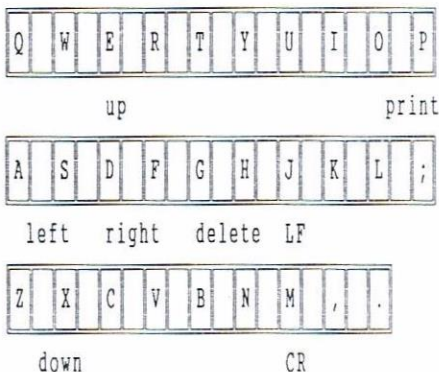 Q W E R T Y U I O P
up print
A S D F G H J K L ;
left right delete LF
Z X C V B N M , .
down CR